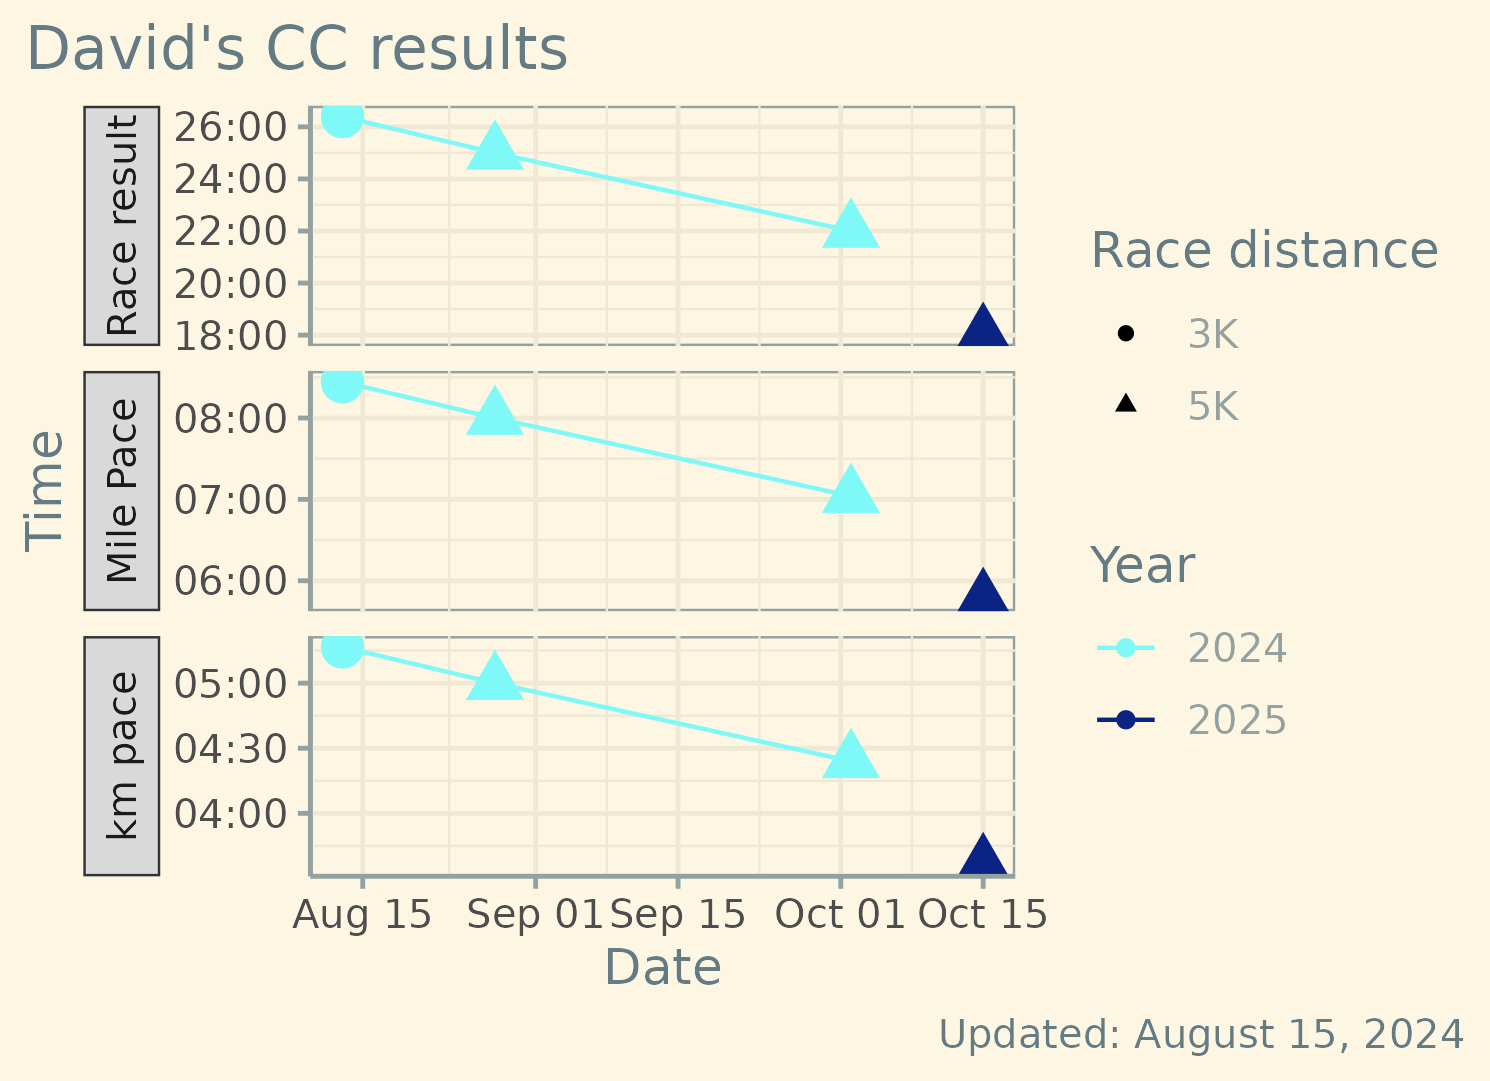 David's CC results
Race result
26:00
24:00
22:00
20:00
18:00
Time
Mile Pace
08:00
07:00
06:00
km pace
05:00
04:30
04:00
Aug 15
Sep 01
Sep 15
Oct 01
Oct 15
Date
Race distance
3K
5K
Year
2024
2025
Updated: August 15, 2024